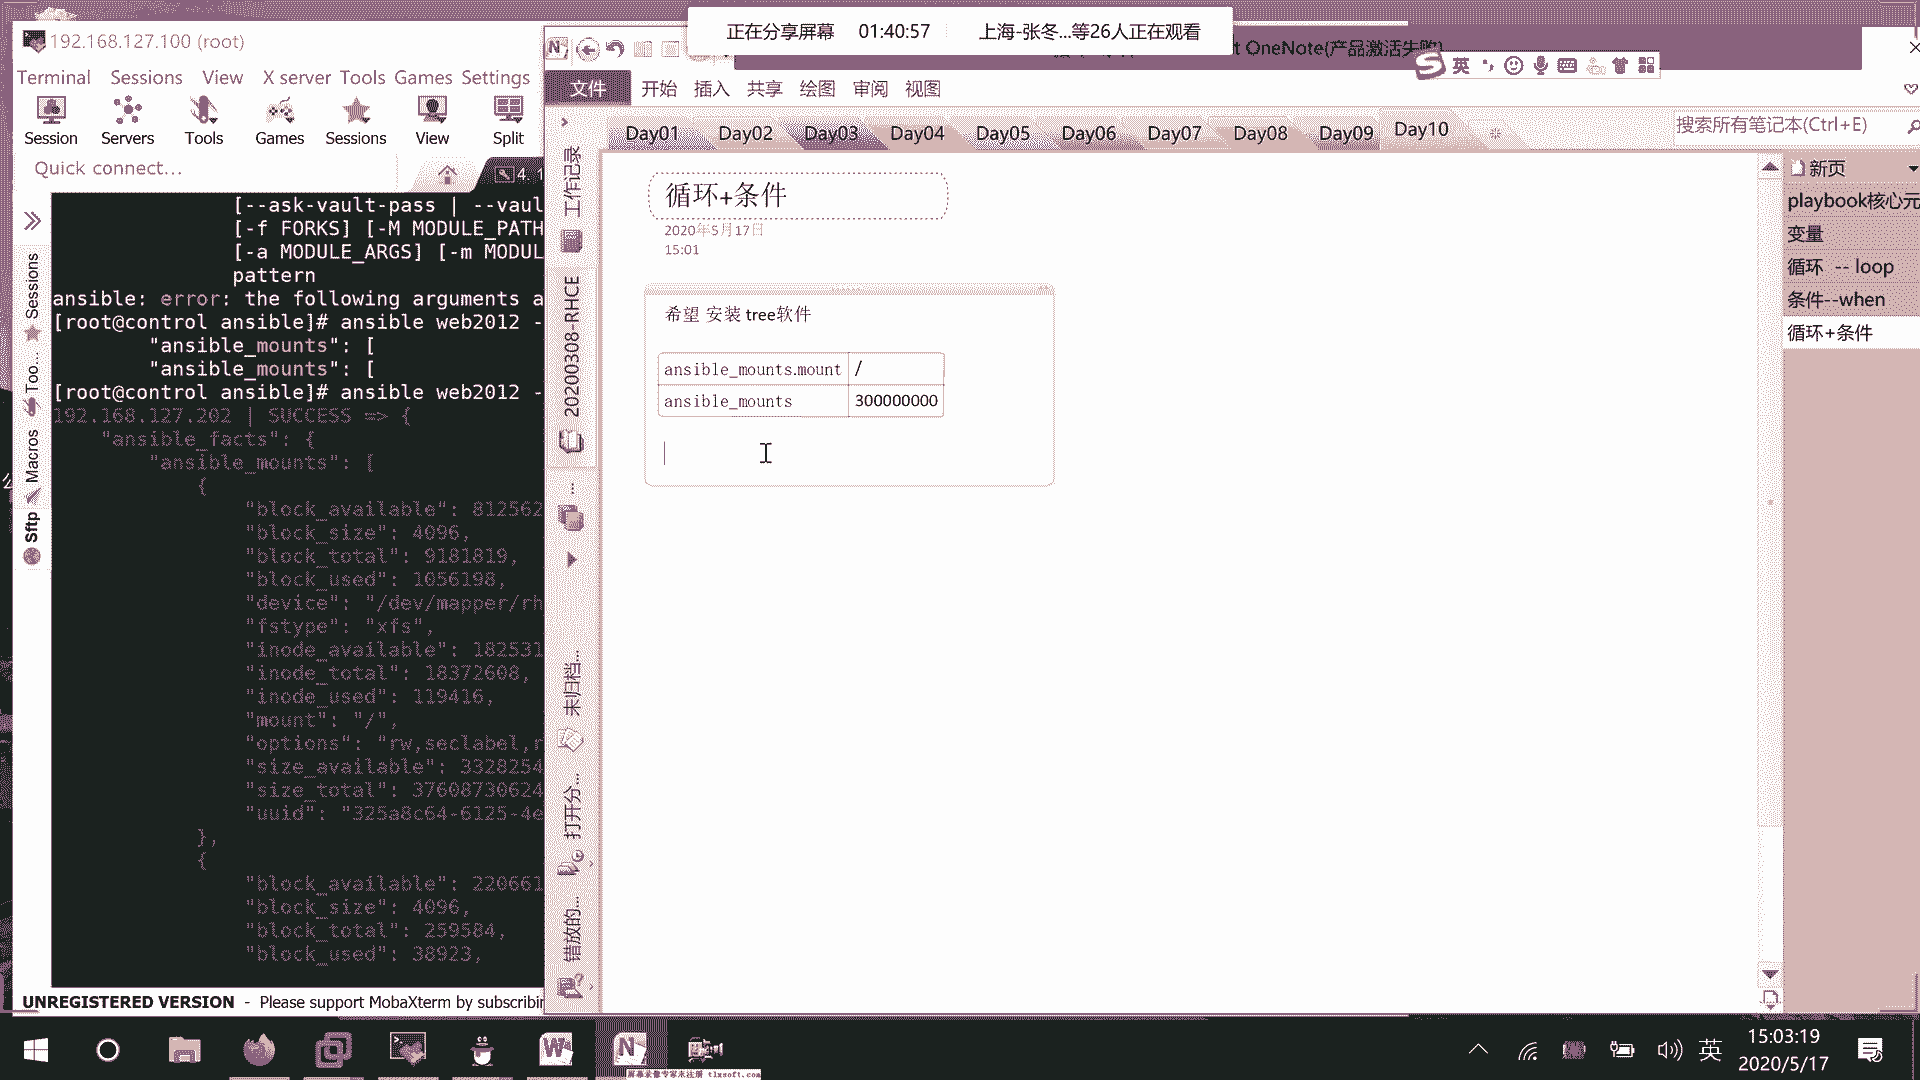 正在分享屏幕 01:40:57 上海-张冬...等26人正在观看
192.168.127.100 (root)
Terminal Sessions View X server Tools Games Settings
Session Servers Tools Games Sessions View Split
Quick connect...
4. 1
Sessions
Too...
Macros
Sftp
[--ask-vault-pass | --vaul
[-f FORKS] [-M MODULE_PATH
[-a MODULE_ARGS] [-m MODUL
pattern
ansible: error: the following arguments a
[root@control ansible]# ansible web2012 -
"ansible_mounts": [
"ansible_mounts": [
[root@control ansible]# ansible web2012 -
192.168.127.202 | SUCCESS => {
"ansible_facts": {
"ansible_mounts": [
{
"block_available": 812562
"block_size": 4096,
"block_total": 9181819,
"block_used": 1056198,
"device": "/dev/mapper/rh
"fstype": "xfs",
"inode_available": 182531
"inode_total": 18372608,
"inode_used": 119416,
"mount": "/",
"options": "rw,seclabel,r
"size_available": 3328254
"size_total": 37608730624
"uuid": "325a8c64-6125-4e
},
{
"block_available": 220661
"block_size": 4096,
"block_total": 259584,
"block_used": 38923,
UNREGISTERED VERSION - Please support MobaXterm by subscribin
t OneNote(产品激活失败)
英
文件 开始 插入 共享 绘图 审阅 视图
Day01 Day02 Day03 Day04 Day05 Day06 Day07 Day08 Day09 Day10
搜索所有笔记本(Ctrl+E)
工作记录
20200308-RHCE
未归档...
打开分...
错放的...
循环+条件
2020年5月17日
15:01
希望 安装 tree软件
ansible_mounts.mount /
ansible_mounts 300000000
新页
playbook核心元
变量
循环 -- loop
条件--when
循环+条件
屏幕录像专家未注册 tlxsoft.com
英
15:03:19
2020/5/17